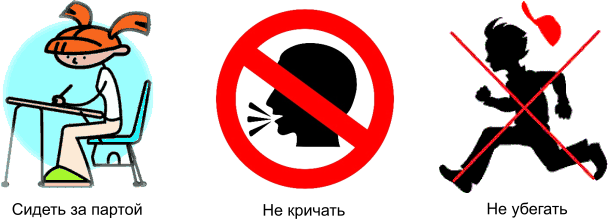 Сидеть за партой
Не кричать
Не убегать